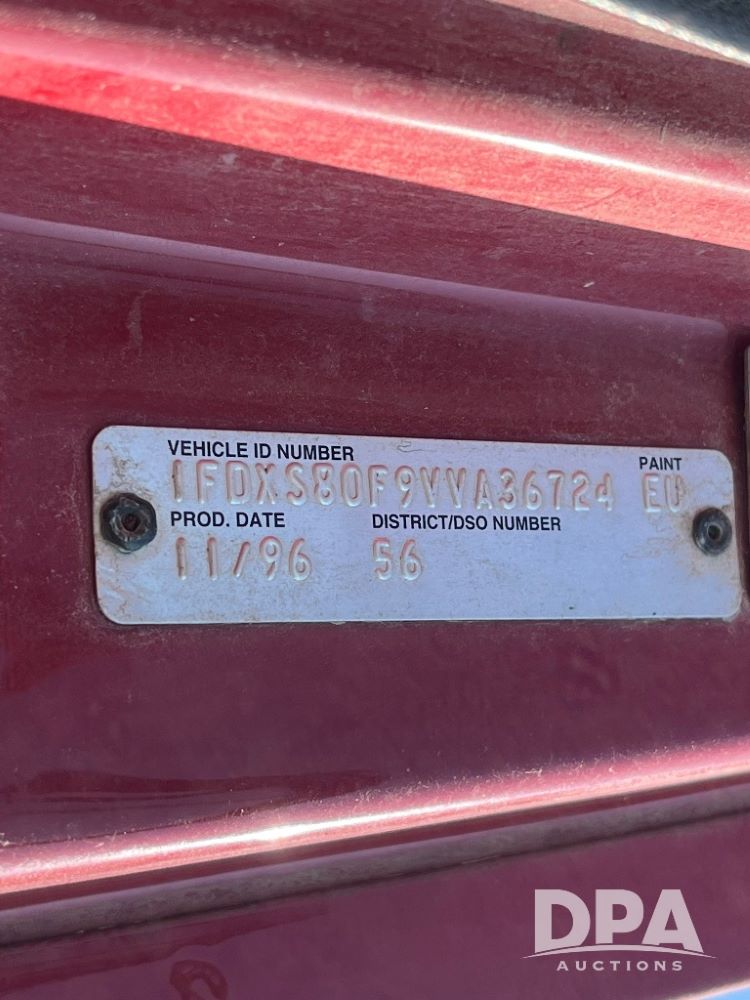 VEHICLE ID NUMBER
1FDXS80F9VVA36724
PAINT
EU
PROD. DATE
DISTRICT/DSO NUMBER
11/96
56
DPA
AUCTIONS